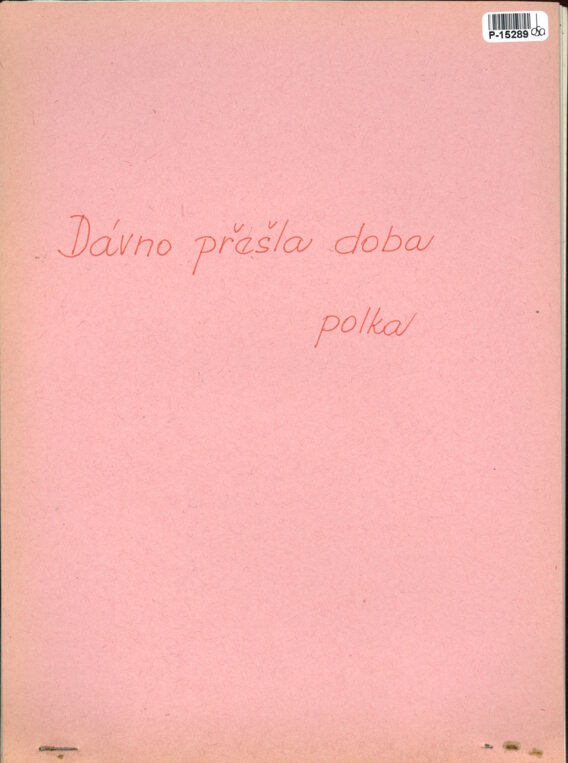 P-15289
Dávno přešla doba
polka